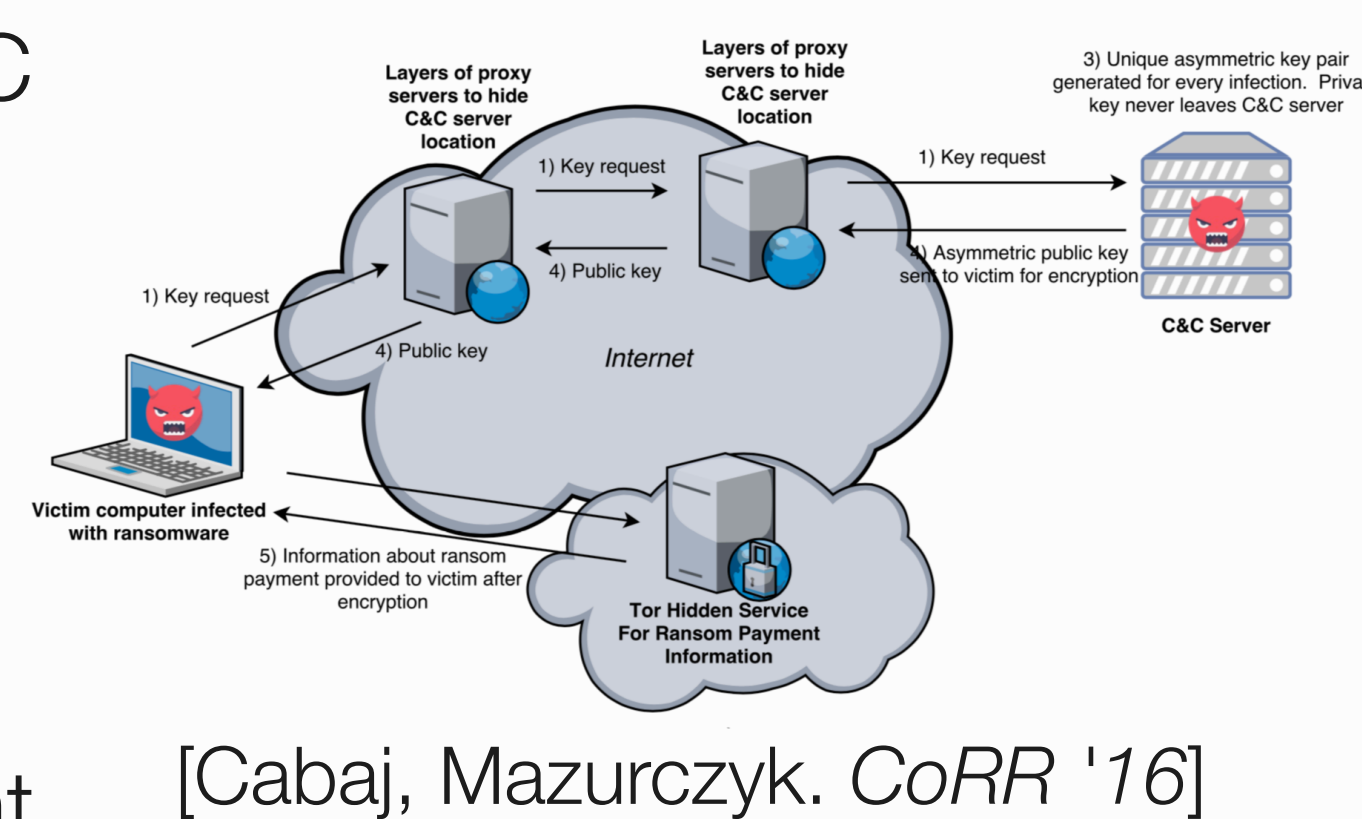 C
Layers of proxy
servers to hide
C&C server
location
Layers of proxy
servers to hide
C&C server
location
3) Unique asymmetric key pair
generated for every infection. Priva
key never leaves C&C server
1) Key request
1) Key request
4) Public key
4) Asymmetric public key
sent to victim for encryption
C&C Server
1) Key request
4) Public key
Internet
Victim computer infected
with ransomware
5) Information about ransom
payment provided to victim after
encryption
Tor Hidden Service
For Ransom Payment
Information
nt
[Cabaj, Mazurczyk. CoRR '16]